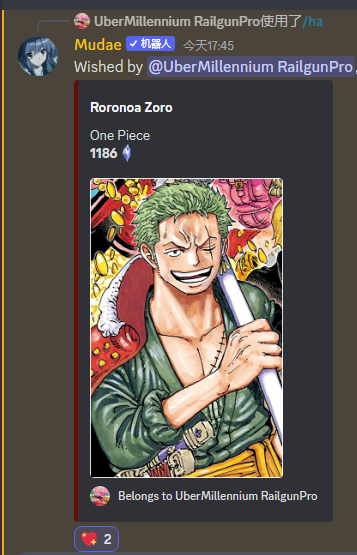 UberMillennium RailgunPro使用了/ha
Mudae ✓ 机器人 今天17:45
Wished by @UberMillennium RailgunPro,
Roronoa Zoro
One Piece
1186
Belongs to UberMillennium RailgunPro
2